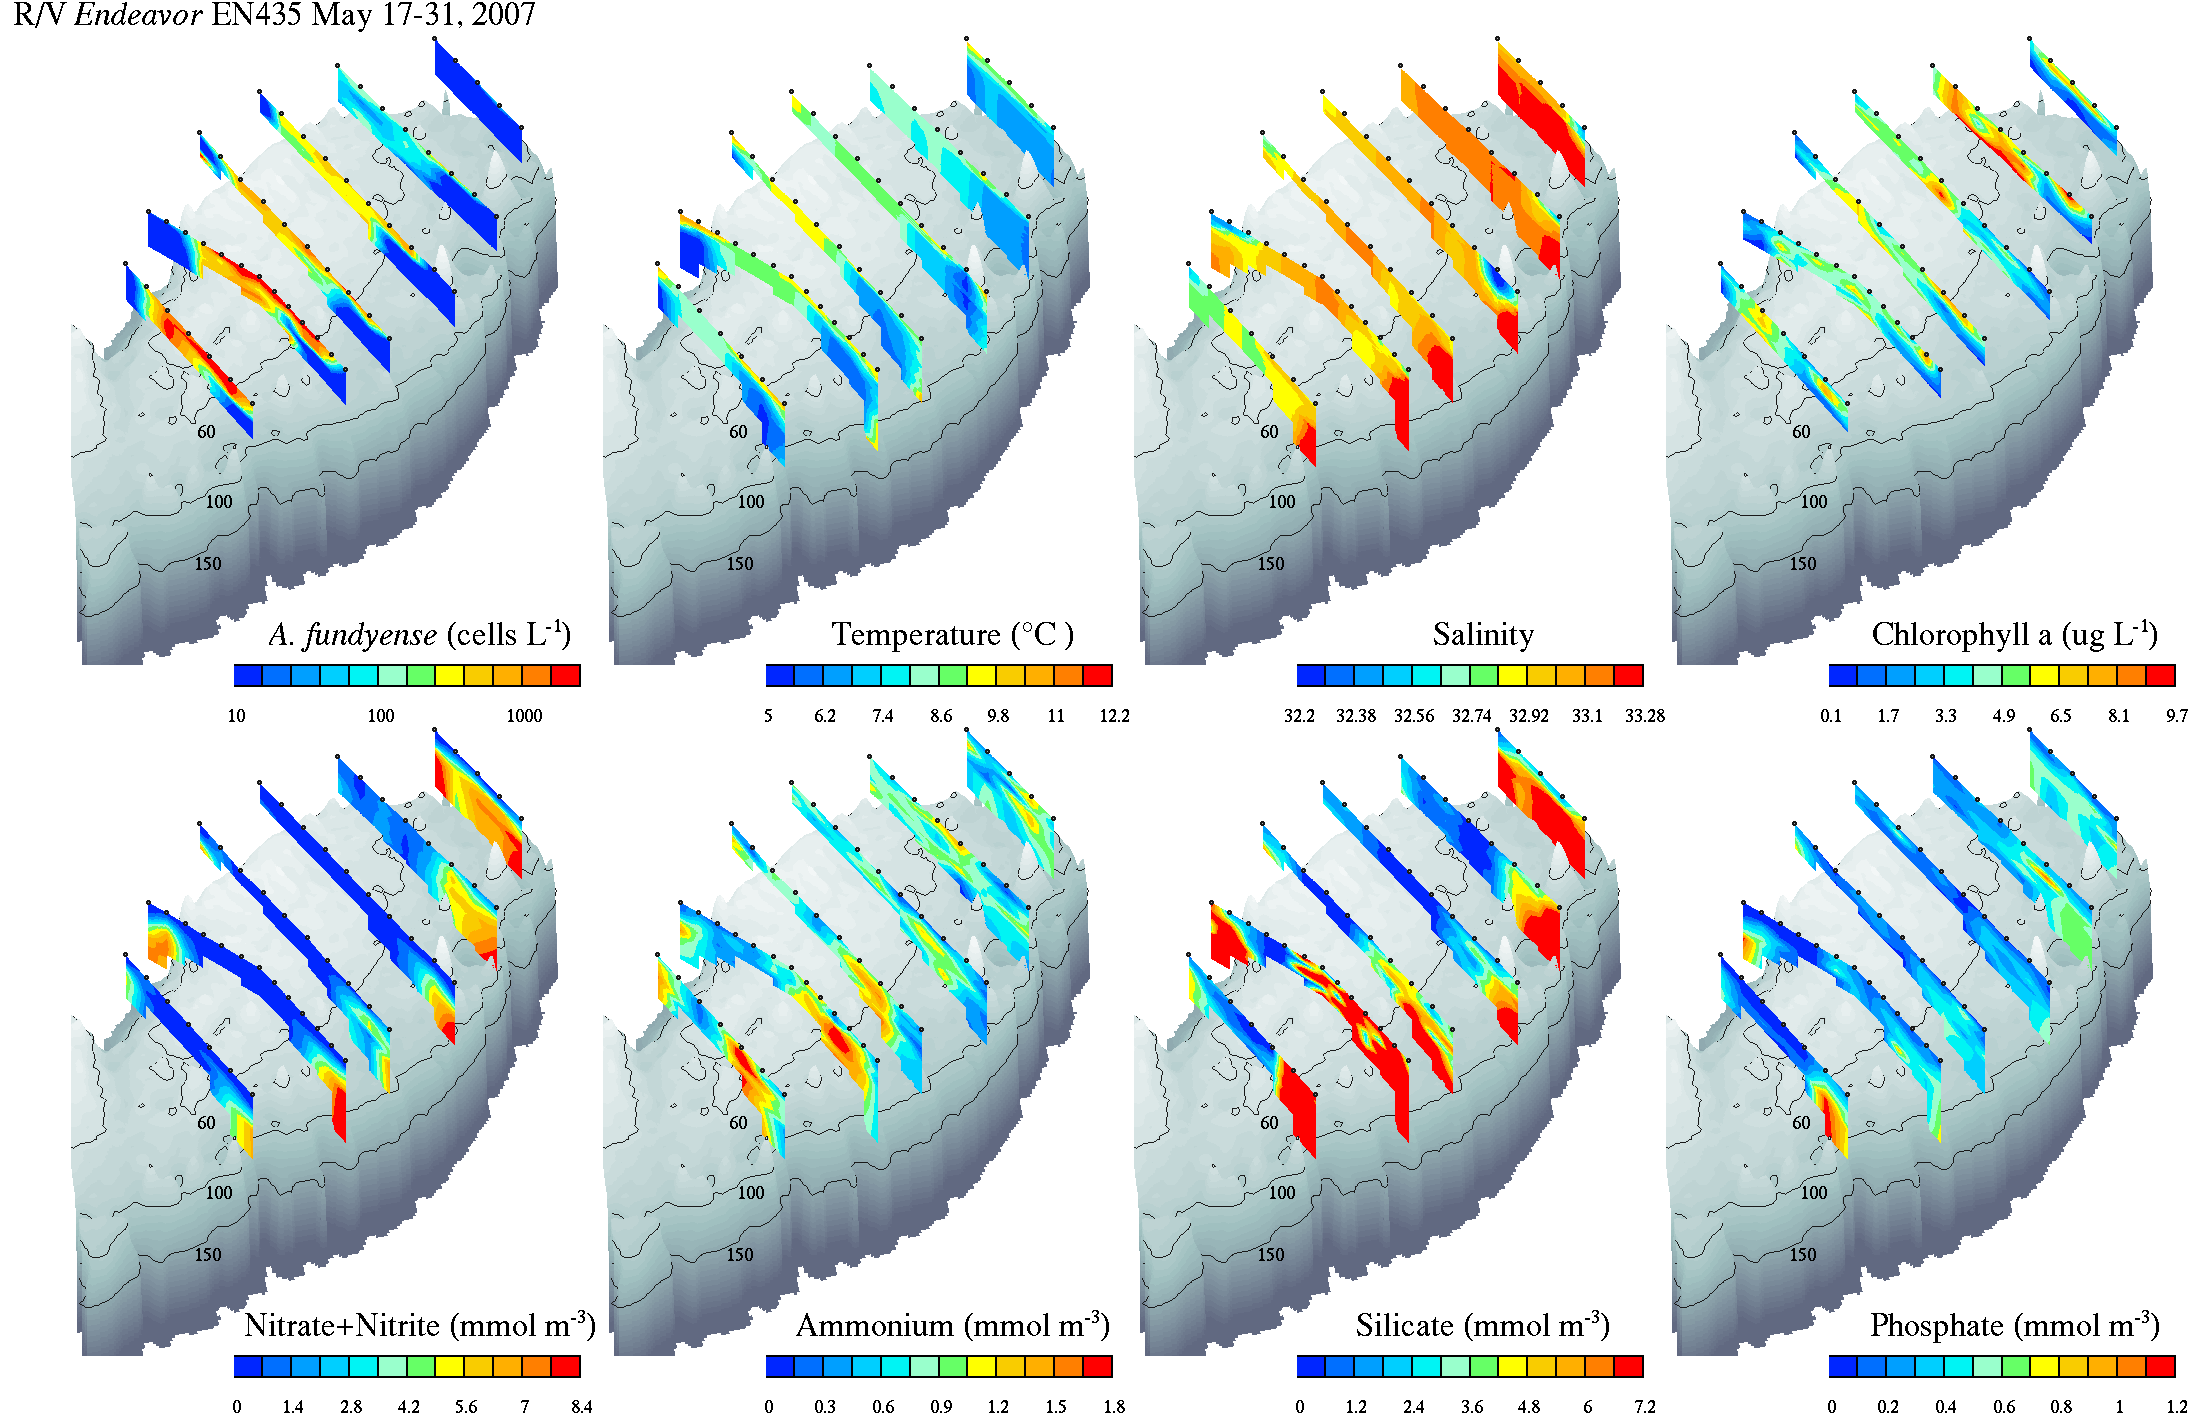 R/V Endeavor EN435 May 17-31, 2007
60
100
150
A. fundyense (cells L-1)
10 100 1000
60
100
150
Temperature (°C )
5 6.2 7.4 8.6 9.8 11 12.2
60
100
150
Salinity
32.2 32.38 32.56 32.74 32.92 33.1 33.28
60
100
150
Chlorophyll a (ug L-1)
0.1 1.7 3.3 4.9 6.5 8.1 9.7
60
100
150
Nitrate+Nitrite (mmol m-3)
0 1.4 2.8 4.2 5.6 7 8.4
60
100
150
Ammonium (mmol m-3)
0 0.3 0.6 0.9 1.2 1.5 1.8
60
100
150
Silicate (mmol m-3)
0 1.2 2.4 3.6 4.8 6 7.2
60
100
150
Phosphate (mmol m-3)
0 0.2 0.4 0.6 0.8 1 1.2